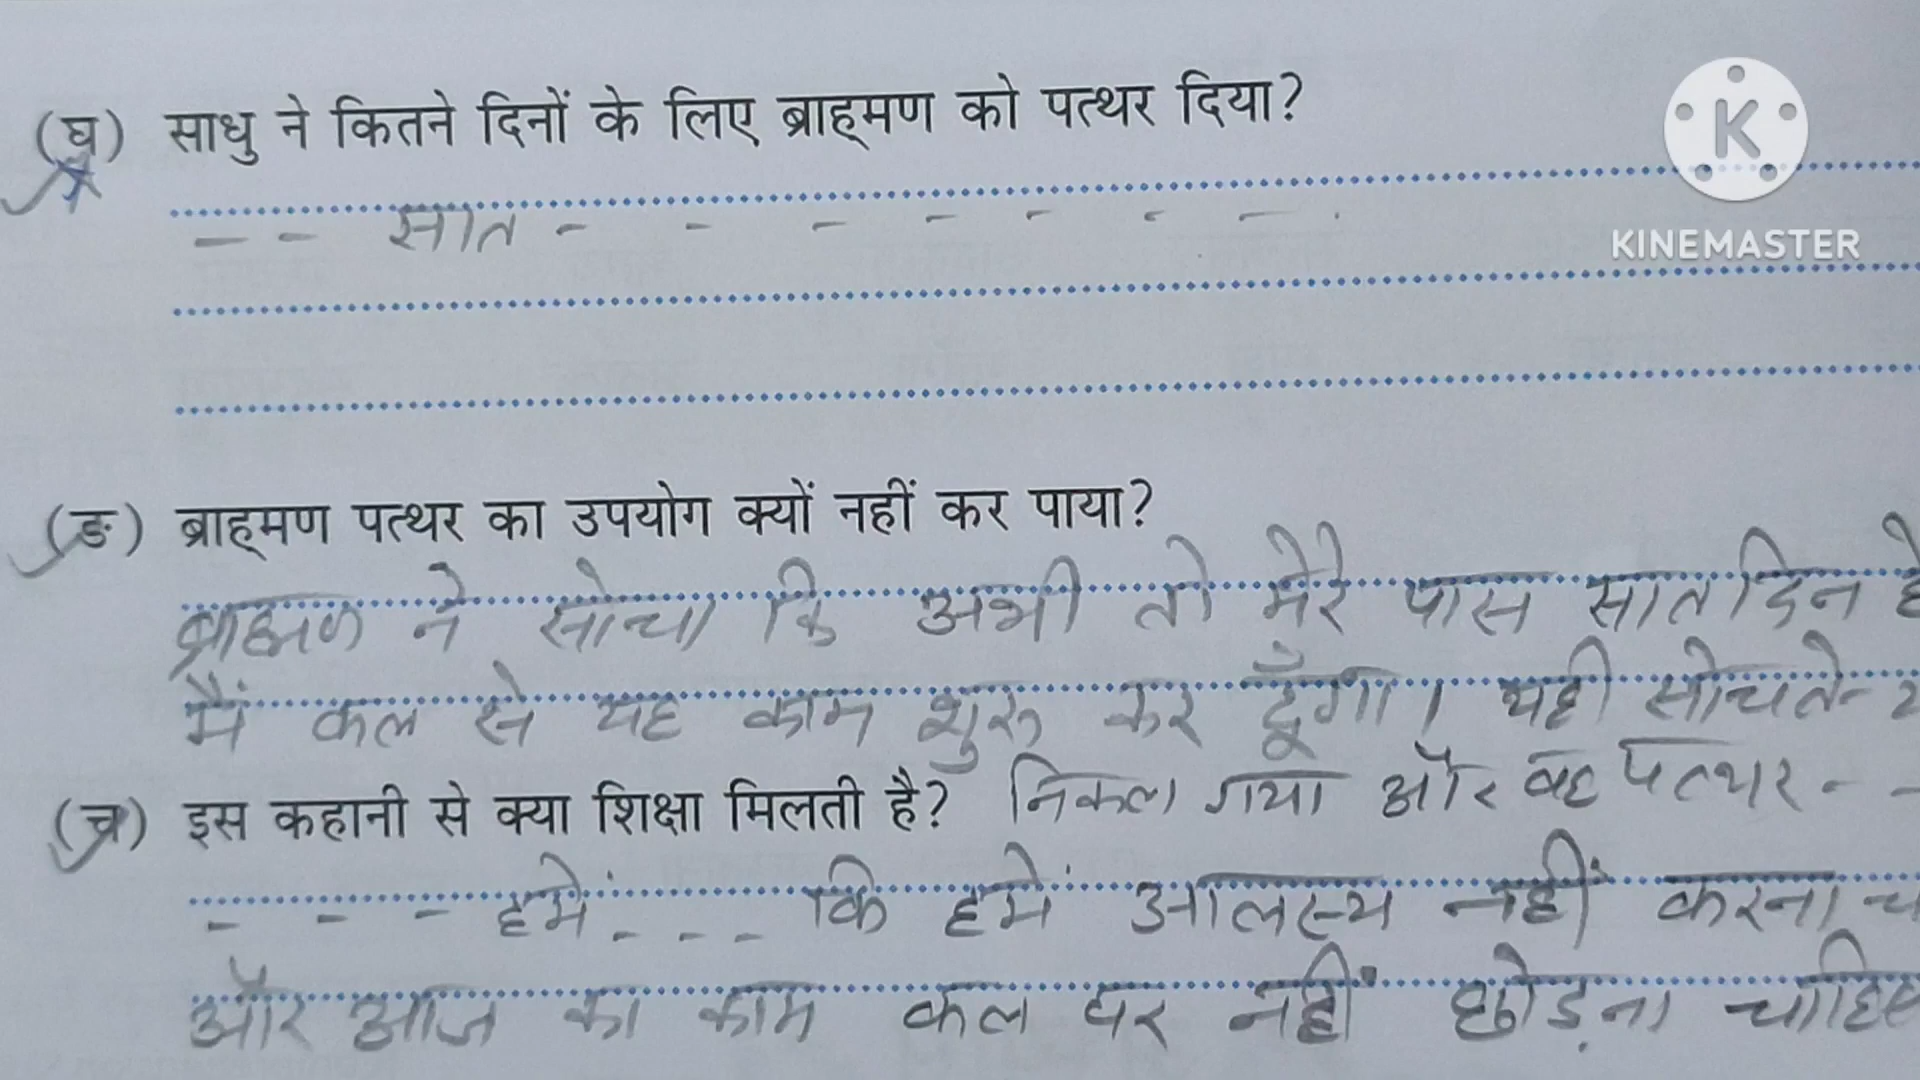 (घ) साधु ने कितने दिनों के लिए ब्राह्मण को पत्थर दिया?
K
KINEMASTER
- - सात - - - - - - -
(ङ) ब्राह्मण पत्थर का उपयोग क्यों नहीं कर पाया?
ब्राह्मण ने सोचा कि अभी तो मेरे पास सात दिन है
मैं कल से यह काम शुरू कर दूँगा। यही सोचते-
(च) इस कहानी से क्या शिक्षा मिलती है? निकल गया और वह पत्थर - -
- - - हमें - - - कि हमें आलस्य नहीं करना
और आज का काम कल पर नहीं छोड़ना चाहिए